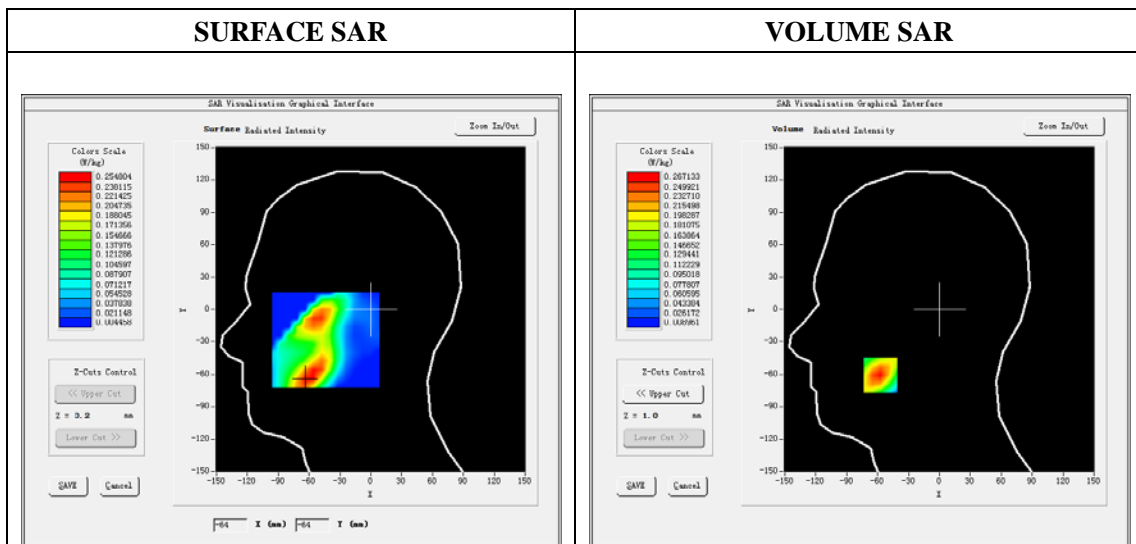 SURFACE SAR
VOLUME SAR
SAR Visualisation Graphical Interface
Surface Radiated Intensity
Zoom In/Out
Colors Scale
(W/kg)
0.254804
0.238115
0.221425
0.204735
0.188045
0.171356
0.154666
0.137976
0.121286
0.104597
0.087907
0.071217
0.054528
0.037838
0.021148
0.004458
150
120
90
60
30
0
-30
-60
-90
-120
-150
Y
-150 -120 -90 -60 -30 0 30 60 90 120 150
X
Z-Cuts Control
<< Upper Cut
Z = 3.2 mm
Lower Cut >>
SAVE Cancel
-64 X (mm) -64 Y (mm)
SAR Visualisation Graphical Interface
Volume Radiated Intensity
Zoom In/Out
Colors Scale
(W/kg)
0.267133
0.249921
0.232710
0.215498
0.198287
0.181075
0.163864
0.146652
0.129441
0.112229
0.095018
0.077807
0.060595
0.043384
0.026172
0.008961
150
120
90
60
30
0
-30
-60
-90
-120
-150
Y
-150 -120 -90 -60 -30 0 30 60 90 120 150
X
Z-Cuts Control
<< Upper Cut
Z = 1.0 mm
Lower Cut >>
SAVE Cancel